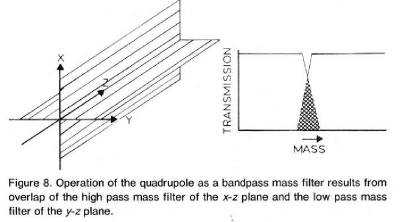 X
Z
Y
TRANSMISSION
MASS
Figure 8. Operation of the quadrupole as a bandpass mass filter results from
overlap of the high pass mass filter of the x-z plane and the low pass mass
filter of the y-z plane.